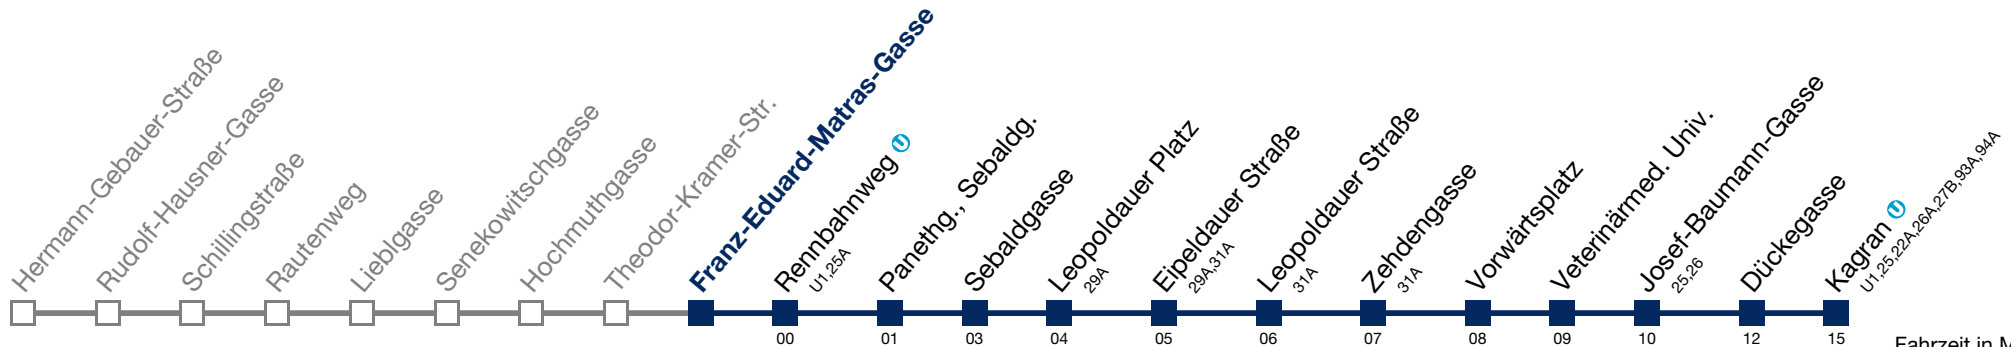 Hermann-Gebauer-Straße
Rudolf-Hausner-Gasse
Schillingstraße
Rautenweg
Lieblgasse
Senekowitschgasse
Hochmuthgasse
Theodor-Kramer-Str.
Franz-Eduard-Matras-Gasse
Rennbahnweg U
U1,25A
Panethg., Sebaldg.
Sebaldgasse
Leopoldauer Platz
29A
Eipeldauer Straße
29A,31A
Leopoldauer Straße
31A
Zehdengasse
31A
Vorwärtsplatz
Veterinärmed. Univ.
Josef-Baumann-Gasse
25,26
Dückegasse
Kagran U
U1,25,22A,26A,27B,93A,94A
00 01 03 04 05 06 07 08 09 10 12 15
Fahrzeit in M